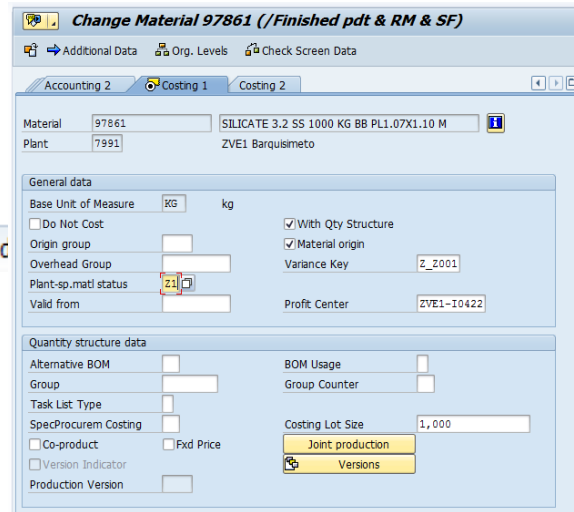 Change Material 97861 (/Finished pdt & RM & SF)
Additional Data Org. Levels Check Screen Data
Accounting 2 Costing 1 Costing 2
Material 97861 SILICATE 3.2 SS 1000 KG BB PL1.07X1.10 M
Plant 7991 ZVE1 Barquisimeto
General data
Base Unit of Measure KG kg
Do Not Cost With Qty Structure
Origin group Material origin
Overhead Group Variance Key Z_Z001
Plant-sp.matl status Z1
Valid from Profit Center ZVE1-I0422
Quantity structure data
Alternative BOM BOM Usage
Group Group Counter
Task List Type
SpecProcurem Costing Costing Lot Size 1,000
Co-product Fxd Price Joint production
Version Indicator Versions
Production Version